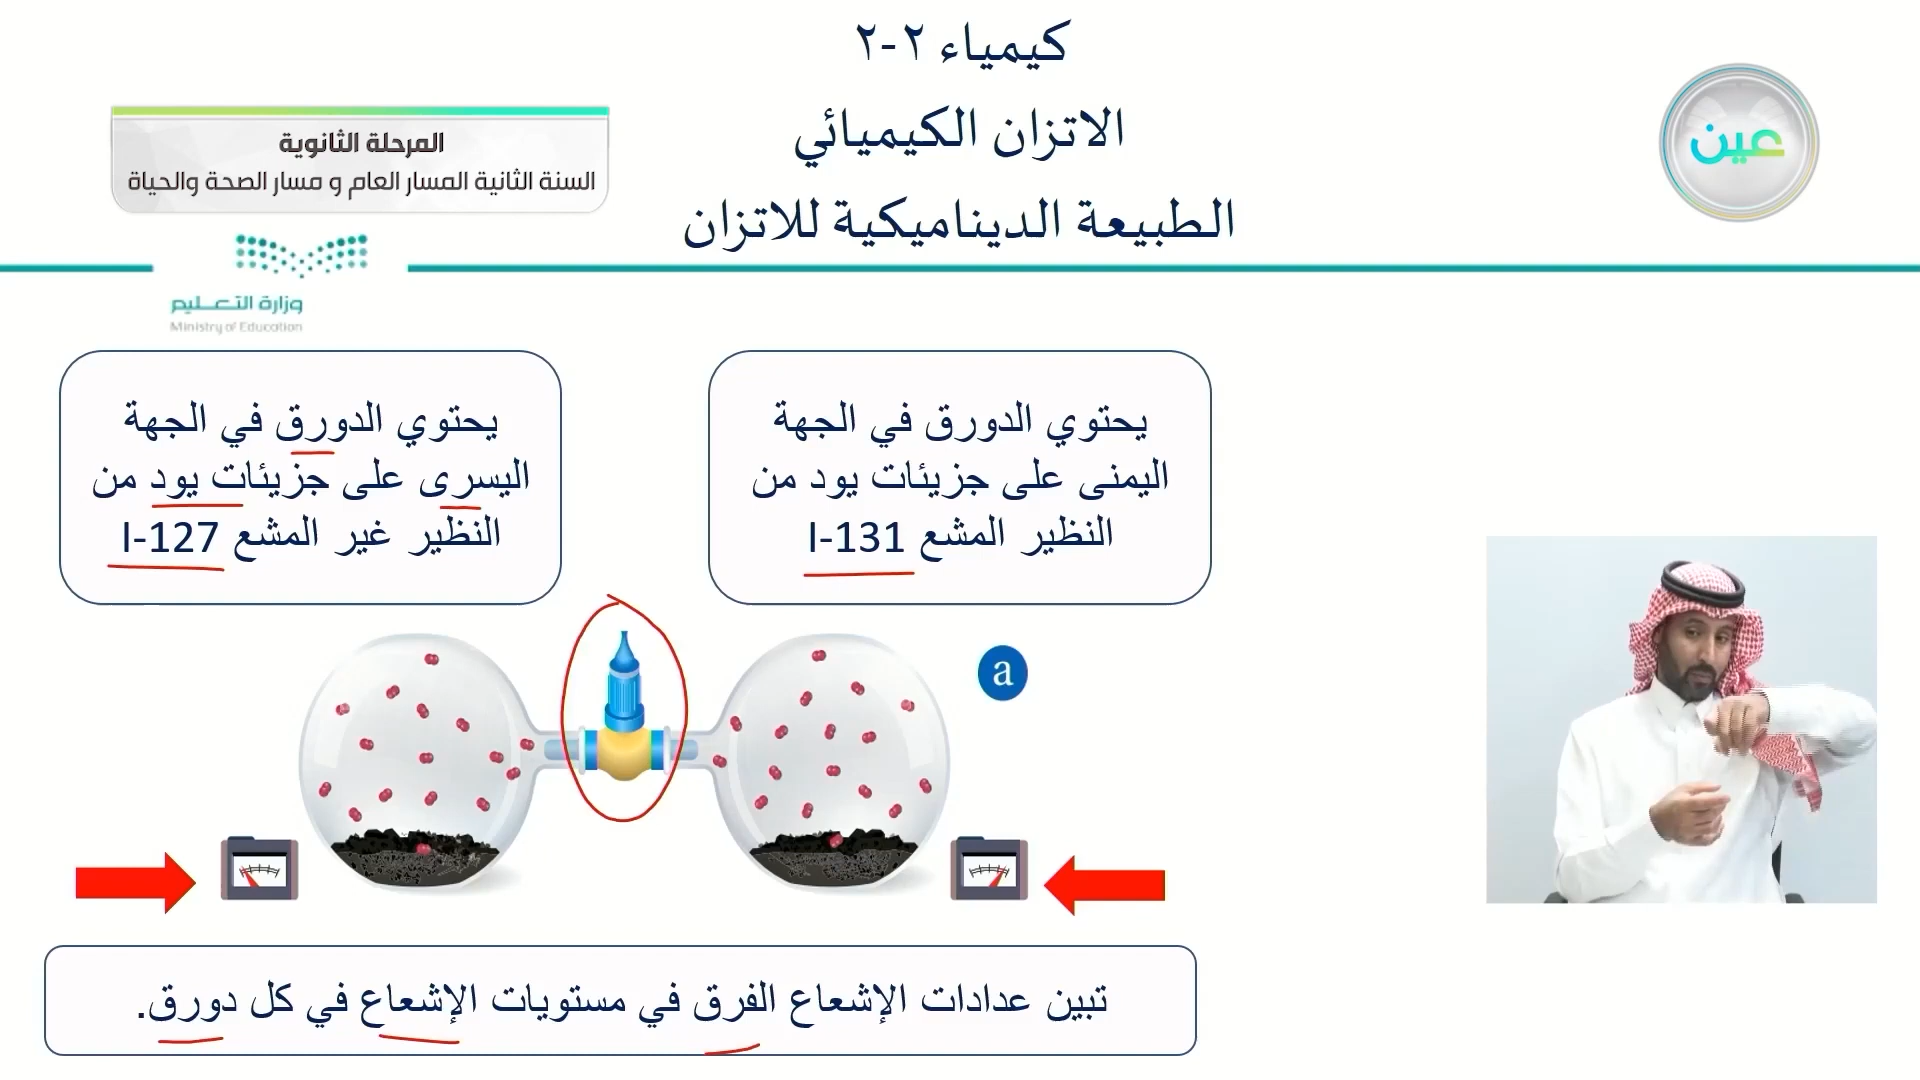 كيمياء ٢-٢
الاتزان الكيميائي
الطبيعة الديناميكية للاتزان
عين
المرحلة الثانوية
السنة الثانية المسار العام و مسار الصحة والحياة
وزارة التعليم
Ministry of Education
يحتوي الدورق في الجهة
اليمنى على جزيئات يود من
النظير المشع I-131
يحتوي الدورق في الجهة
اليسرى على جزيئات يود من
النظير غير المشع I-127
a
تبين عدادات الإشعاع الفرق في مستويات الإشعاع في كل دورق.